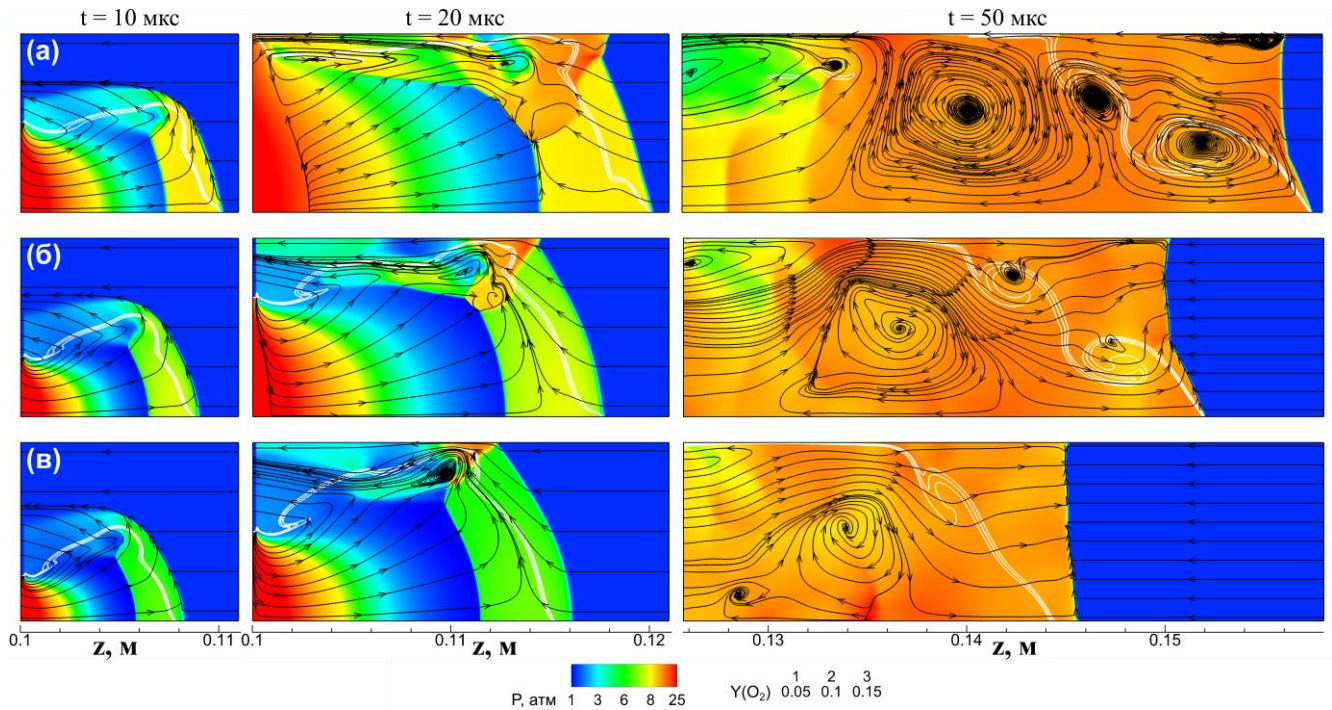 t = 10 мкс t = 20 мкс t = 50 мкс
(а)
(б)
(в)
0.1 0.11 0.1 0.11 0.12 0.13 0.14 0.15
z, м z, м z, м
1 2 3
P, атм 1 3 6 8 25 Y(O₂) 0.05 0.1 0.15